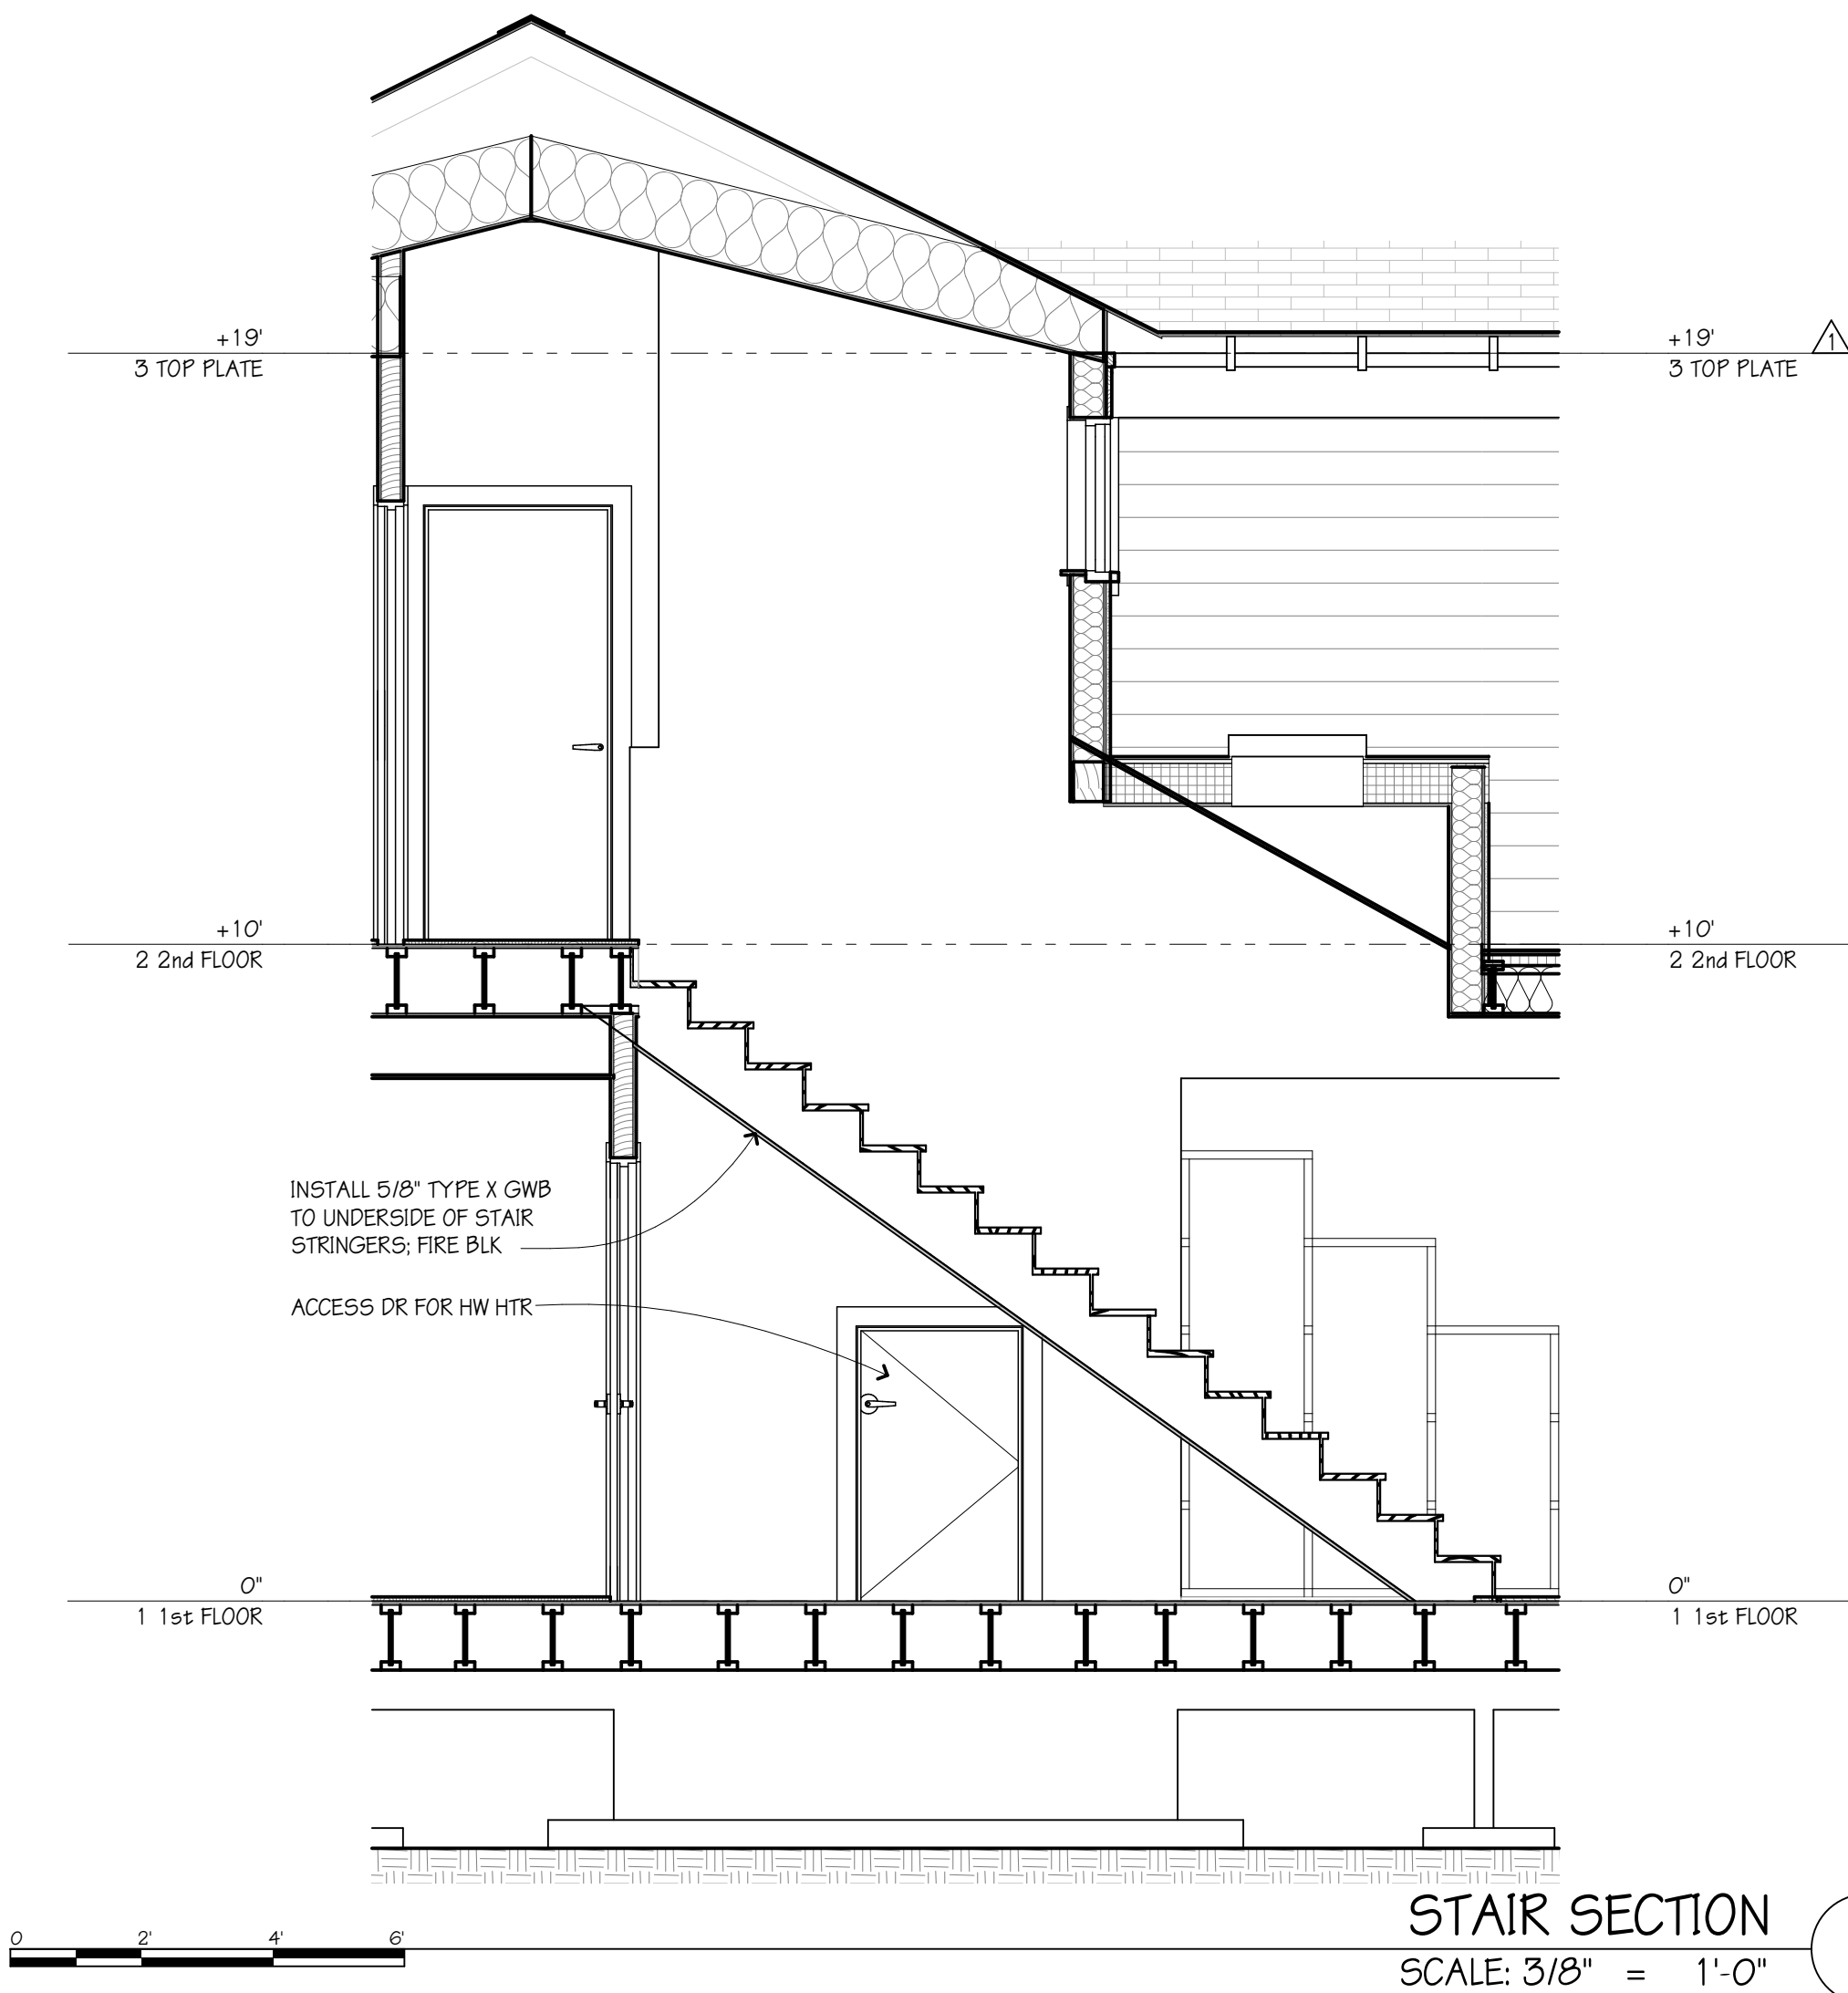 +19'
3 TOP PLATE
+19'
3 TOP PLATE
1
+10'
2 2nd FLOOR
+10'
2 2nd FLOOR
INSTALL 5/8" TYPE X GWB
TO UNDERSIDE OF STAIR
STRINGERS; FIRE BLK
ACCESS DR FOR HW HTR
0"
1 1st FLOOR
0"
1 1st FLOOR
0 2' 4' 6'
STAIR SECTION
SCALE: 3/8" = 1'-0"